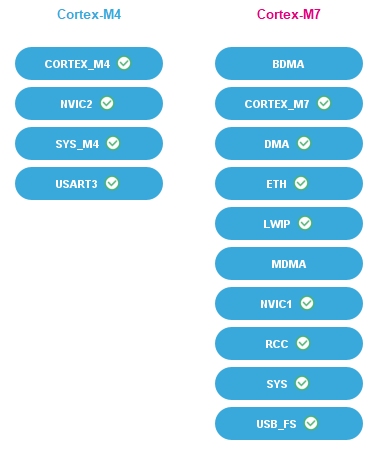 Cortex-M4
CORTEX_M4
NVIC2
SYS_M4
USART3
Cortex-M7
BDMA
CORTEX_M7
DMA
ETH
LWIP
MDMA
NVIC1
RCC
SYS
USB_FS